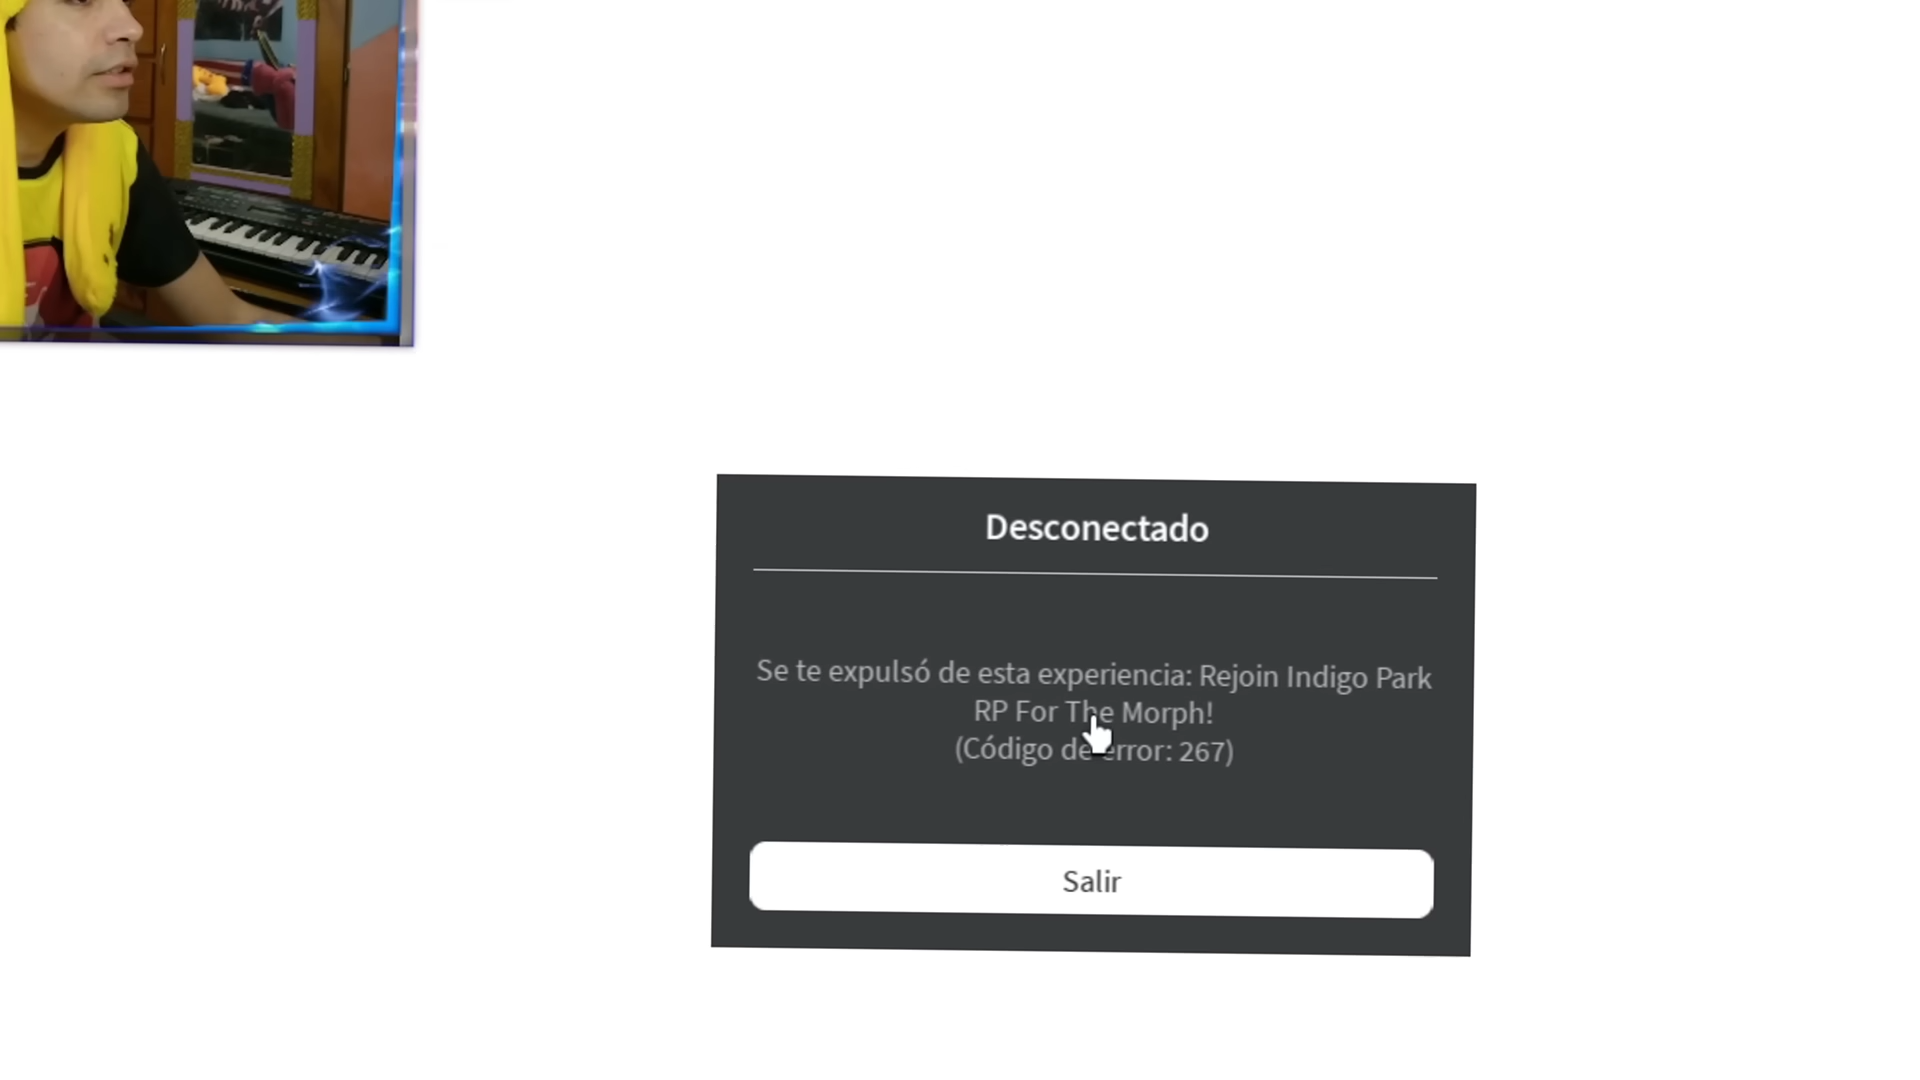 Desconectado
Se te expulsó de esta experiencia: Rejoin Indigo Park
RP For The Morph!
(Código de error: 267)
Salir